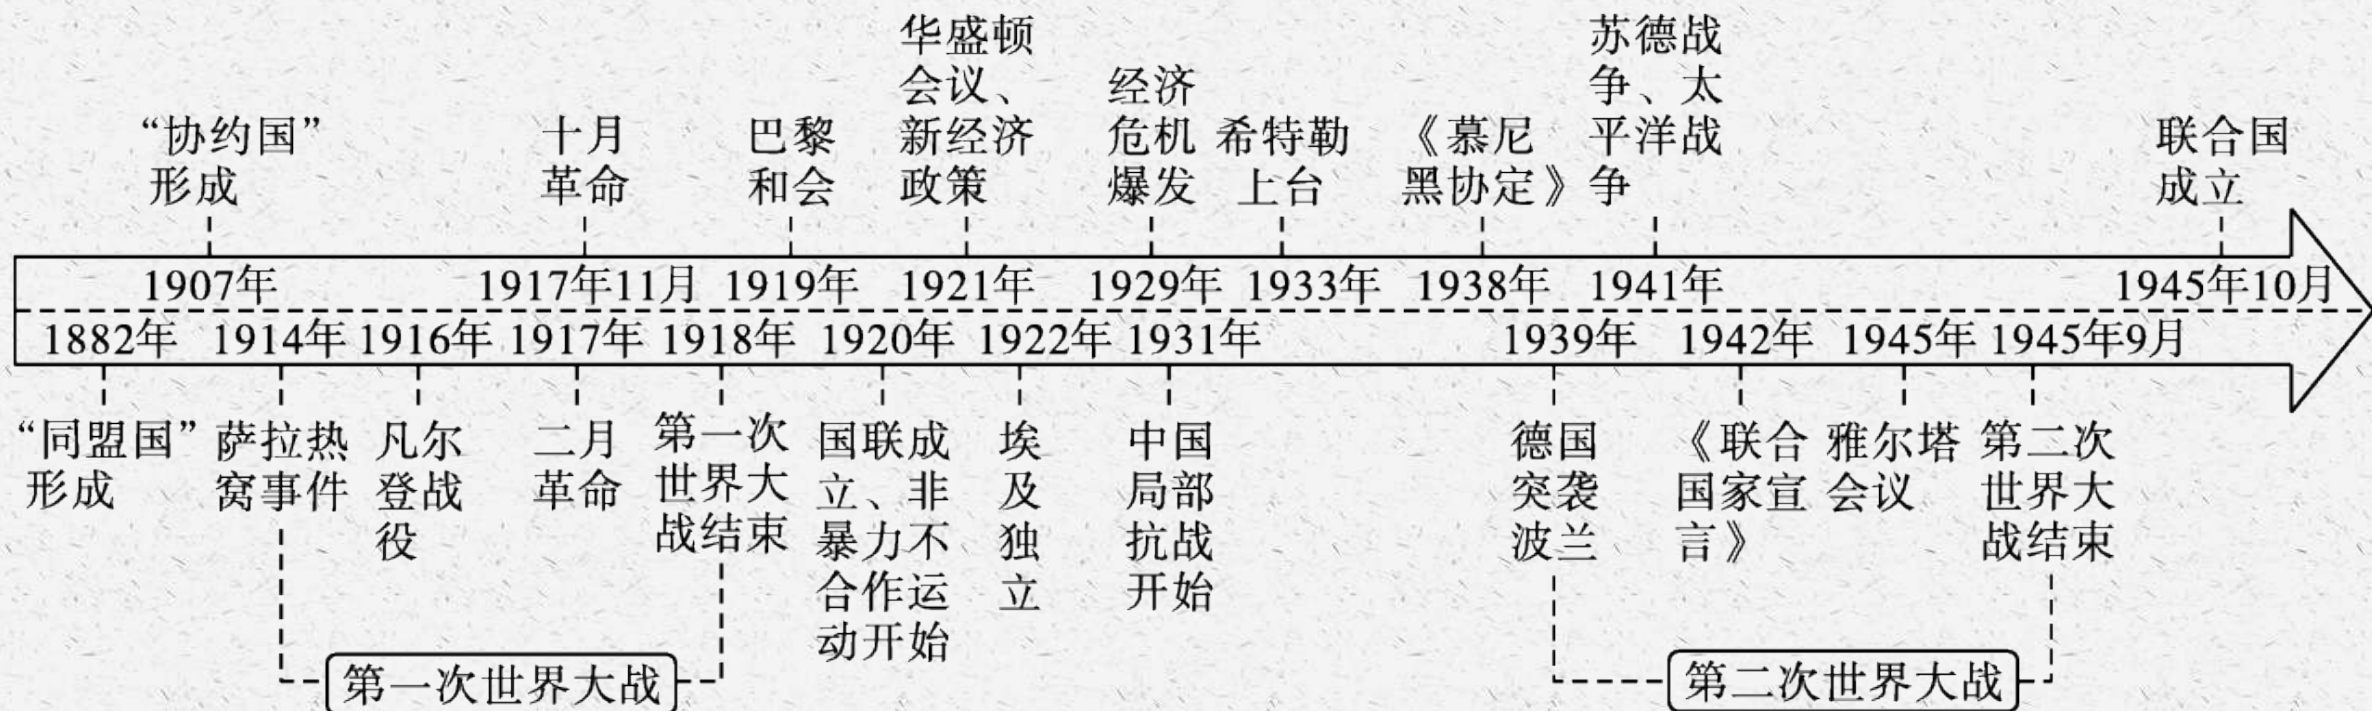 华盛顿
会议、
新经济
政策
苏德战
争、太
平洋战
争
经济
危机
爆发
“协约国”
形成
十月
革命
巴黎
和会
希特勒
上台
《慕尼
黑协定》
联合国
成立
1907年 1917年11月 1919年 1921年 1929年 1933年 1938年 1941年 1945年10月
1882年 1914年 1916年 1917年 1918年 1920年 1922年 1931年 1939年 1942年 1945年 1945年9月
“同盟国”
形成
萨拉热
窝事件
凡尔
登战
役
二月
革命
第一次
世界大
战结束
国联成
立、非
暴力不
合作运
动开始
埃
及
独
立
中国
局部
抗战
开始
德国
突袭
波兰
《联合
国家宣
言》
雅尔塔
会议
第二次
世界大
战结束
第一次世界大战
第二次世界大战